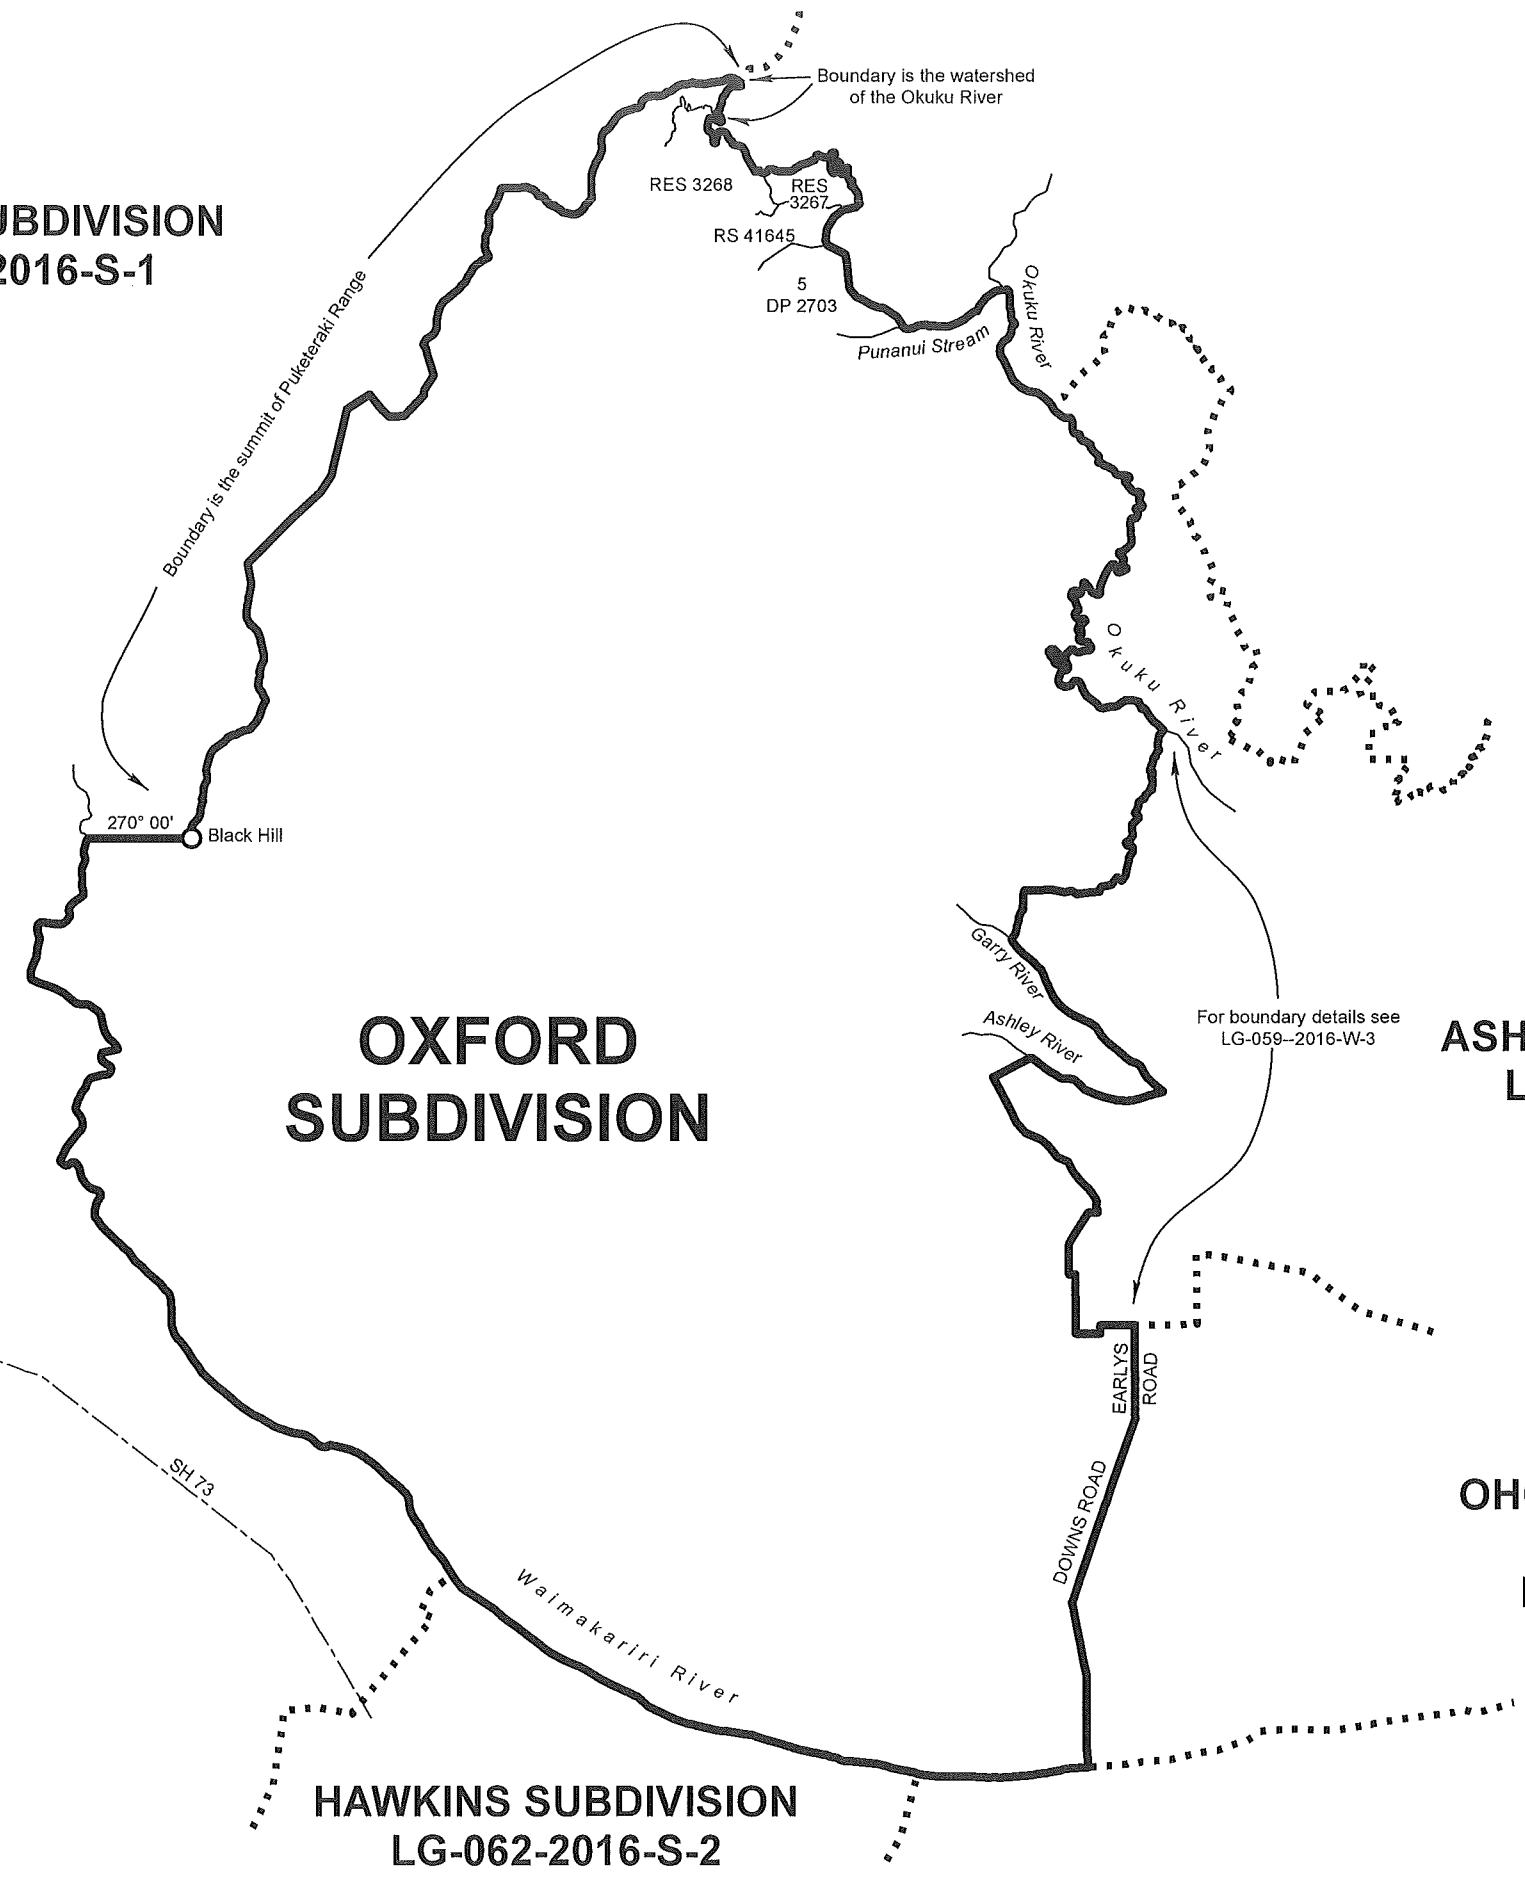 Boundary is the watershed
of the Okuku River
RES 3268
RES
3267
RS 41645
5
DP 2703
UBDIVISION
2016-S-1
Punanui Stream
Okuku River
Boundary is the summit of Puketeraki Range
Okuku River
270° 00'
Black Hill
Garry River
Ashley River
For boundary details see
LG-059--2016-W-3
OXFORD
SUBDIVISION
ASH
L
EARLYS
ROAD
DOWNS ROAD
SH 73
OH
Waimakariri River
HAWKINS SUBDIVISION
LG-062-2016-S-2